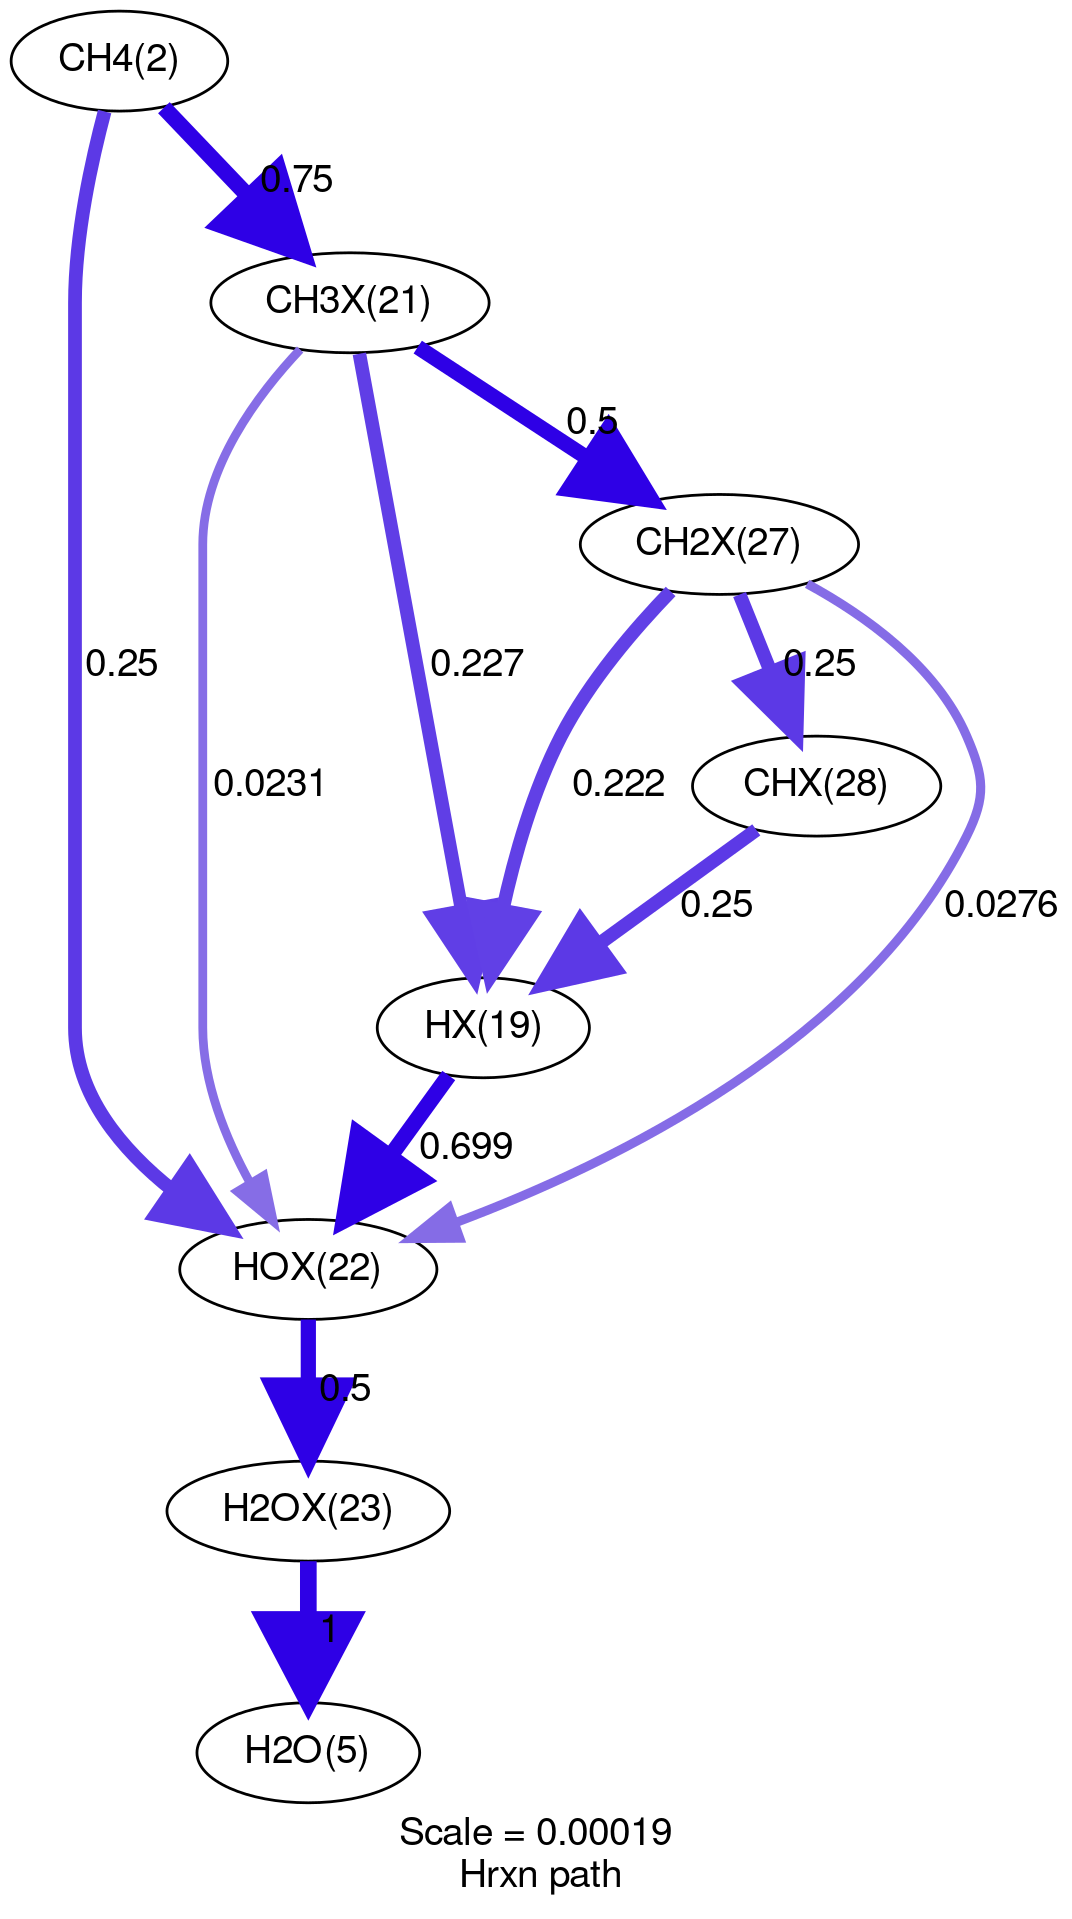 CH4(2)
0.75
CH3X(21)
0.5
CH2X(27)
0.25
0.227
0.25
0.0231
0.222
CHX(28)
0.25
0.0276
HX(19)
0.699
HOX(22)
0.5
H2OX(23)
1
H2O(5)
Scale = 0.00019
Hrxn path